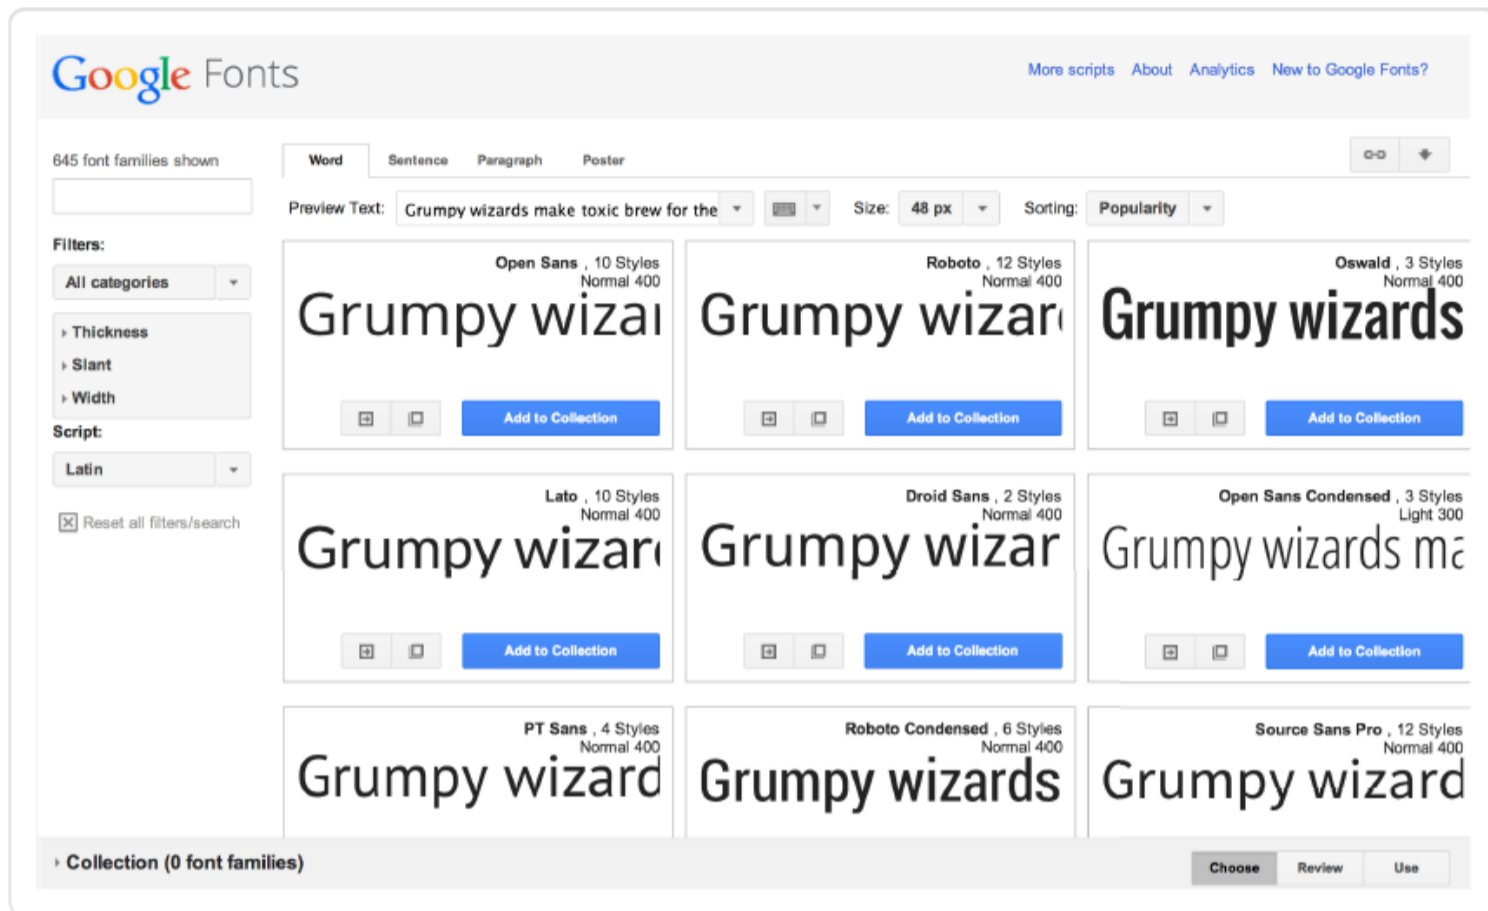 Google Fonts
More scripts About Analytics New to Google Fonts?
645 font families shown
Word Sentence Paragraph Poster
Preview Text: Grumpy wizards make toxic brew for the
Size: 48 px
Sorting: Popularity
Filters:
All categories
Thickness
Slant
Width
Script:
Latin
Reset all filters/search
Open Sans , 10 Styles
Normal 400
Grumpy wizar
Add to Collection
Roboto , 12 Styles
Normal 400
Grumpy wizar
Add to Collection
Oswald , 3 Styles
Normal 400
Grumpy wizards
Add to Collection
Lato , 10 Styles
Normal 400
Grumpy wizar
Add to Collection
Droid Sans , 2 Styles
Normal 400
Grumpy wizar
Add to Collection
Open Sans Condensed , 3 Styles
Light 300
Grumpy wizards ma
Add to Collection
PT Sans , 4 Styles
Normal 400
Grumpy wizard
Roboto Condensed , 6 Styles
Normal 400
Grumpy wizards
Source Sans Pro , 12 Styles
Normal 400
Grumpy wizard
Collection (0 font families)
Choose Review Use